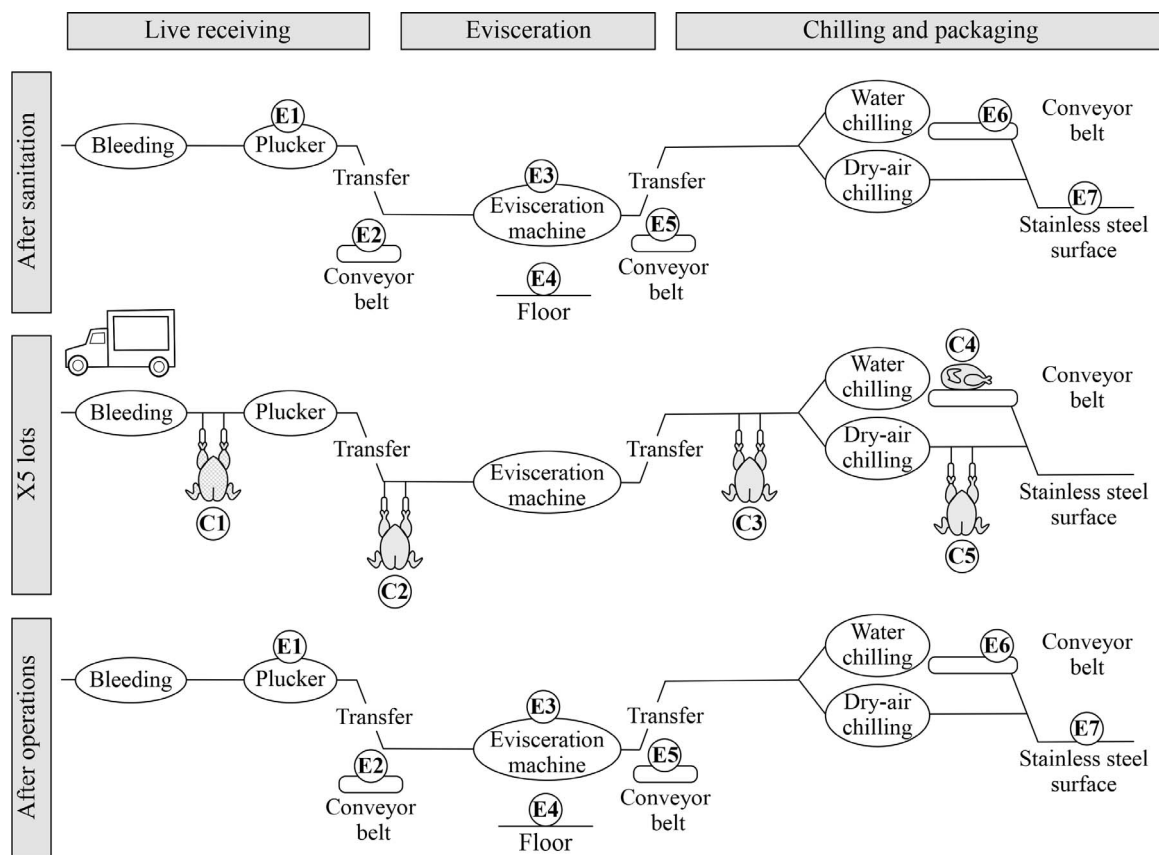 Live receiving
Evisceration
Chilling and packaging
After sanitation
Bleeding
E1
Plucker
Transfer
E2
Conveyor
belt
E3
Evisceration
machine
E4
Floor
Transfer
E5
Conveyor
belt
Water
chilling
Dry-air
chilling
E6
Conveyor
belt
E7
Stainless steel
surface
X5 lots
Bleeding
C1
Plucker
Transfer
C2
Evisceration
machine
Transfer
C3
Water
chilling
Dry-air
chilling
C4
Conveyor
belt
C5
Stainless steel
surface
After operations
Bleeding
E1
Plucker
Transfer
E2
Conveyor
belt
E3
Evisceration
machine
E4
Floor
Transfer
E5
Conveyor
belt
Water
chilling
Dry-air
chilling
E6
Conveyor
belt
E7
Stainless steel
surface